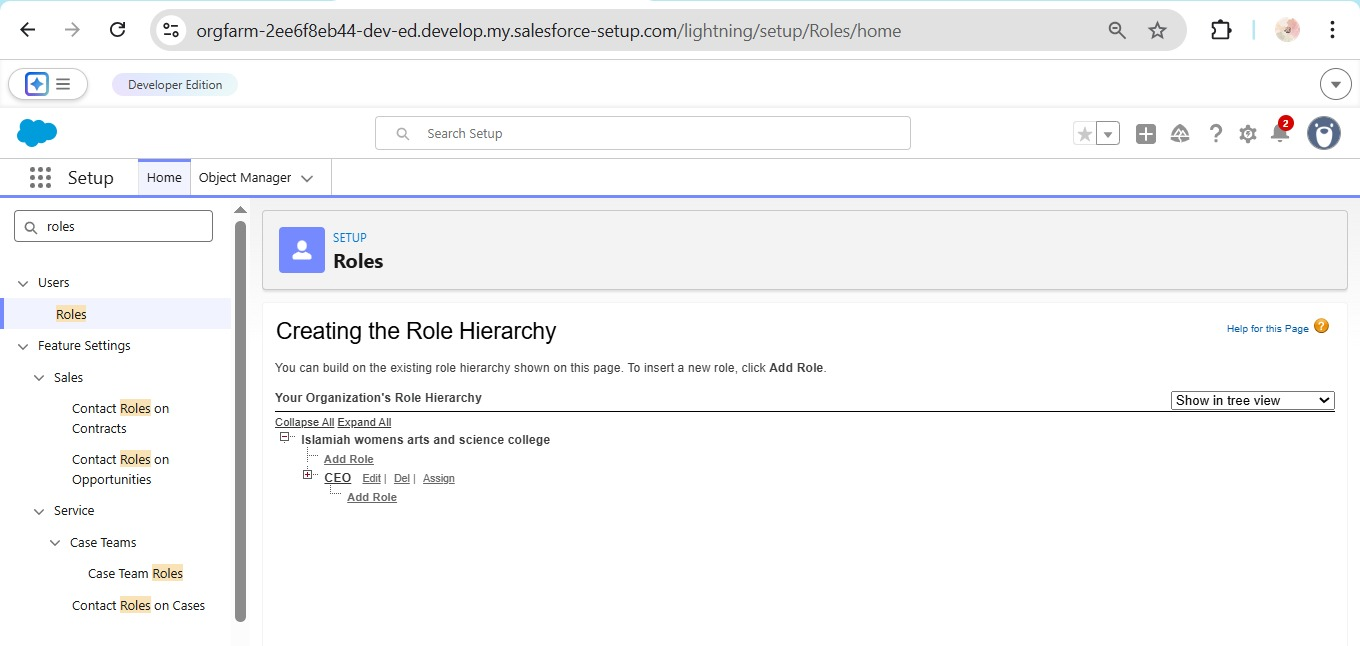 orgfarm-2ee6f8eb44-dev-ed.develop.my.salesforce-setup.com/lightning/setup/Roles/home
Developer Edition
Search Setup
2
Setup
Home
Object Manager
roles
Users
Roles
Feature Settings
Sales
Contact Roles on
Contracts
Contact Roles on
Opportunities
Service
Case Teams
Case Team Roles
Contact Roles on Cases
SETUP
Roles
Creating the Role Hierarchy
Help for this Page ?
You can build on the existing role hierarchy shown on this page. To insert a new role, click Add Role.
Your Organization's Role Hierarchy
Show in tree view
Collapse All Expand All
Islamiah womens arts and science college
Add Role
CEO Edit | Del | Assign
Add Role